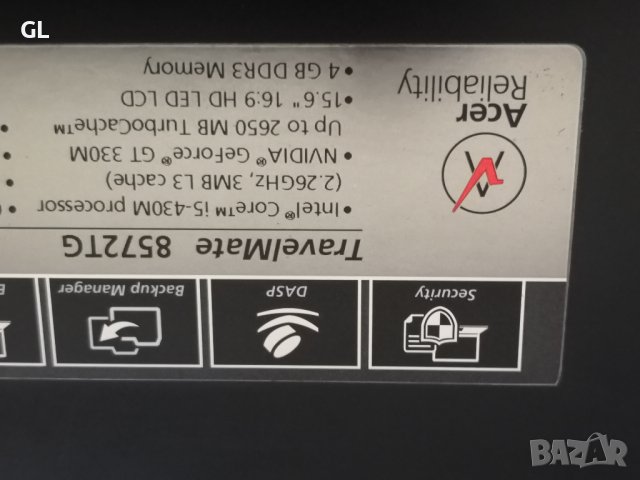 GL
Security
DASP
Backup Manager
TravelMate 8572TG
•Intel® Core™ i5-430M processor
(2.26GHz, 3MB L3 cache)
•NVIDIA® GeForce® GT 330M
Up to 2650 MB TurboCache™
•15.6" 16:9 HD LED LCD
•4 GB DDR3 Memory
Acer
Reliability
BAZAR